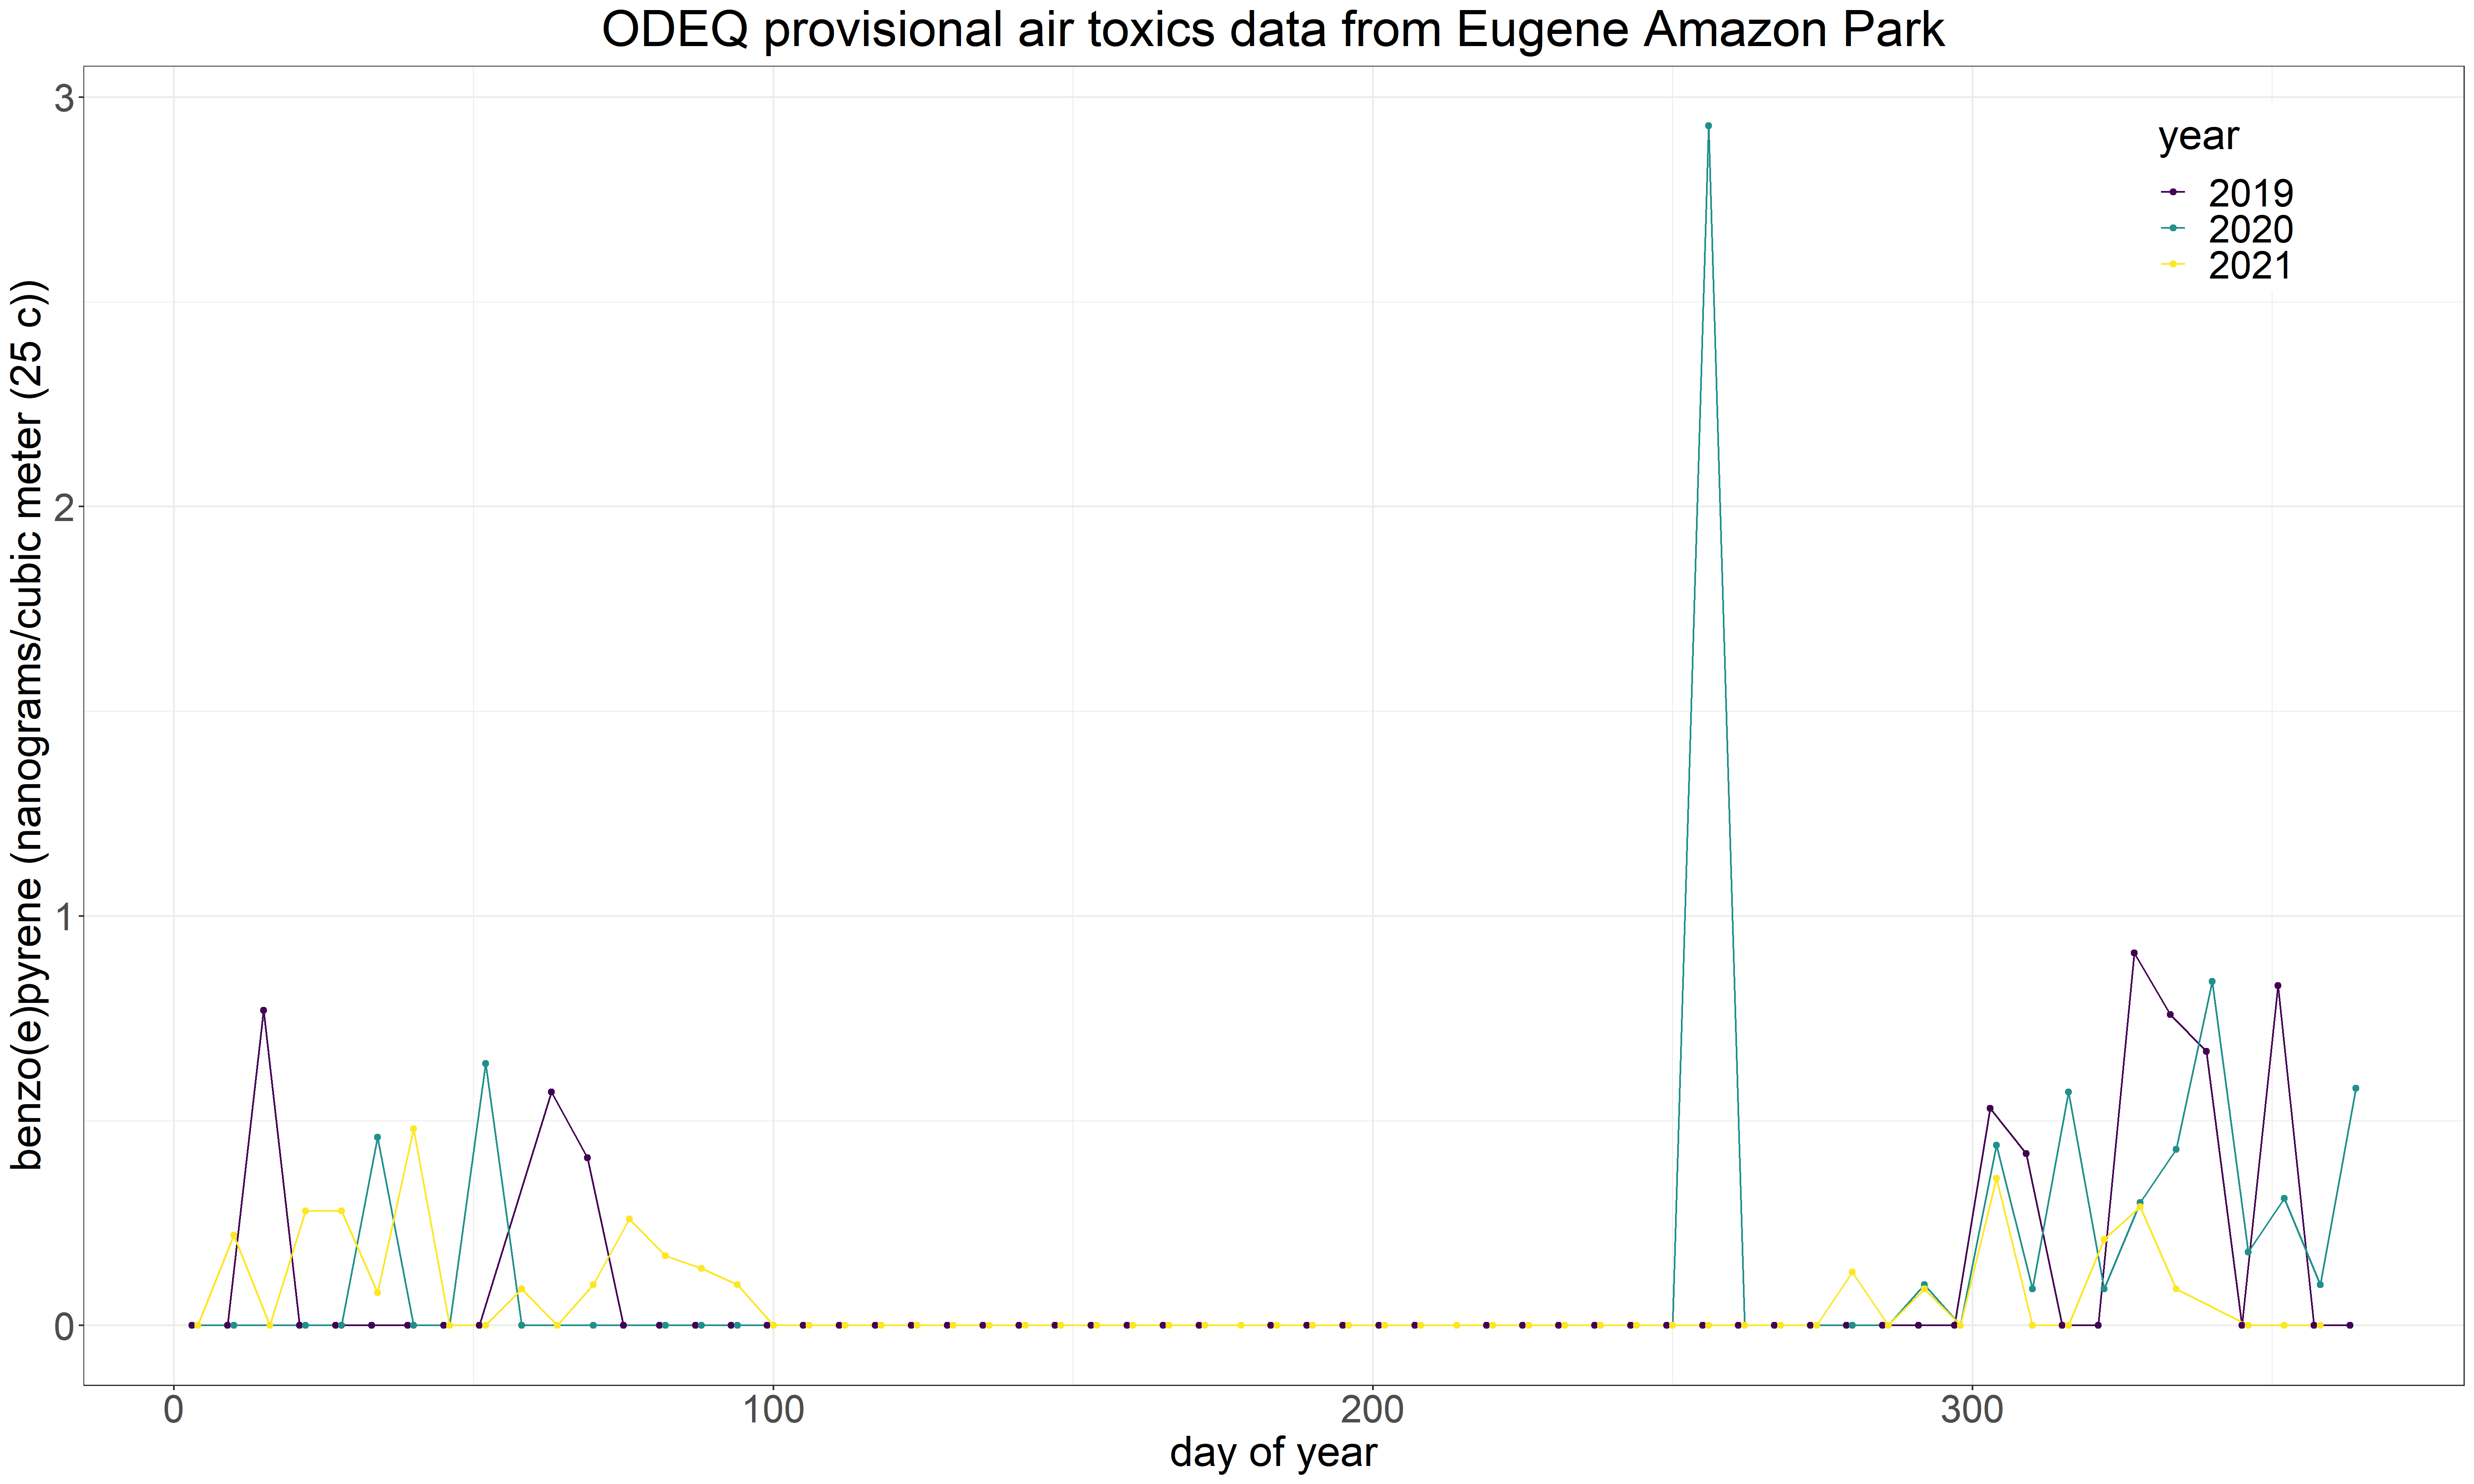 ODEQ provisional air toxics data from Eugene Amazon Park
benzo(e)pyrene (nanograms/cubic meter (25 c))
3
2
1
0
year
2019
2020
2021
0
100
200
300
day of year